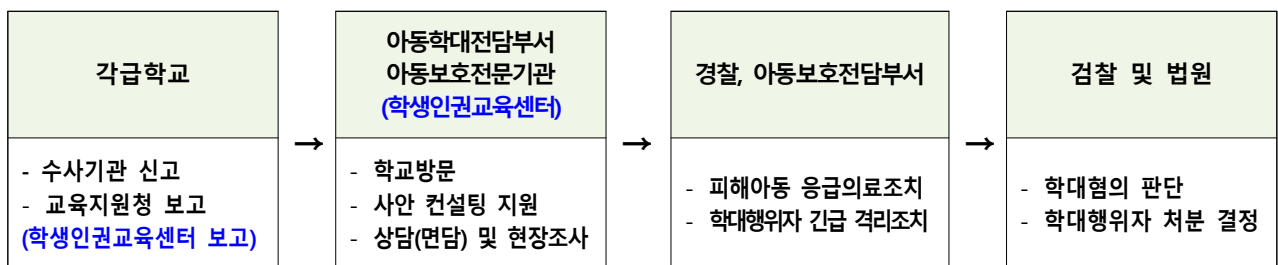 각급학교
- 수사기관 신고
- 교육지원청 보고
(학생인권교육센터 보고)
→
아동학대전담부서
아동보호전문기관
(학생인권교육센터)
- 학교방문
- 사안 컨설팅 지원
- 상담(면담) 및 현장조사
→
경찰, 아동보호전담부서
- 피해아동 응급의료조치
- 학대행위자 긴급 격리조치
→
검찰 및 법원
- 학대혐의 판단
- 학대행위자 처분 결정